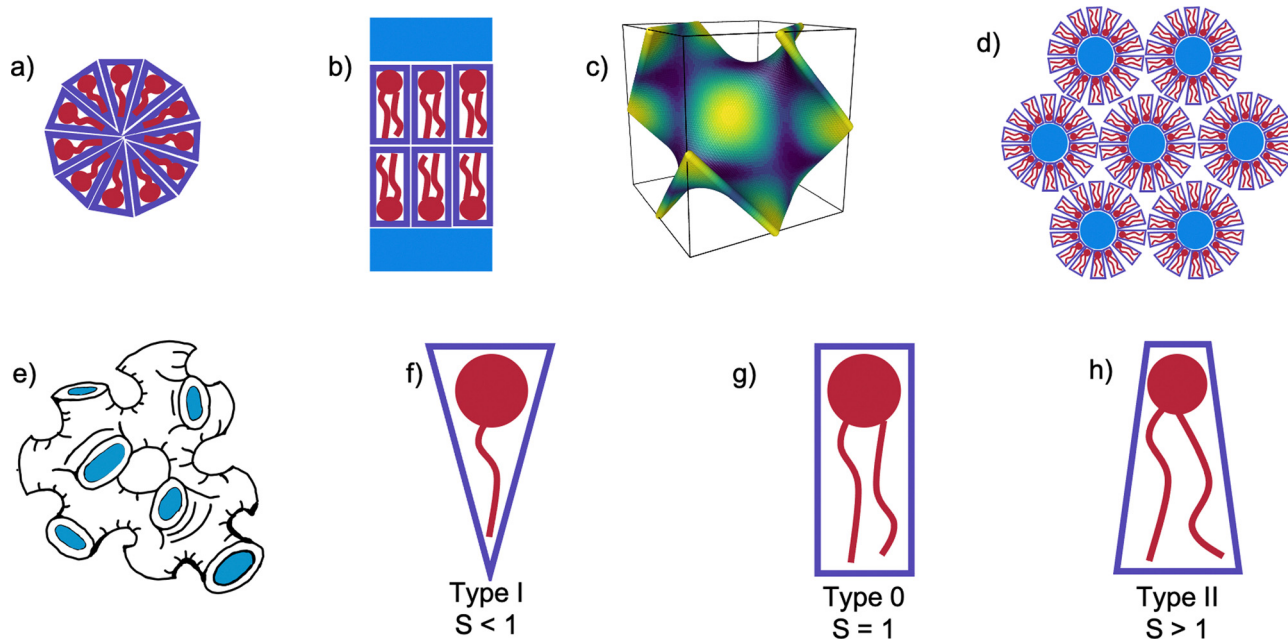 a)
b)
c)
d)
e)
f)
g)
h)
Type I
S < 1
Type 0
S = 1
Type II
S > 1